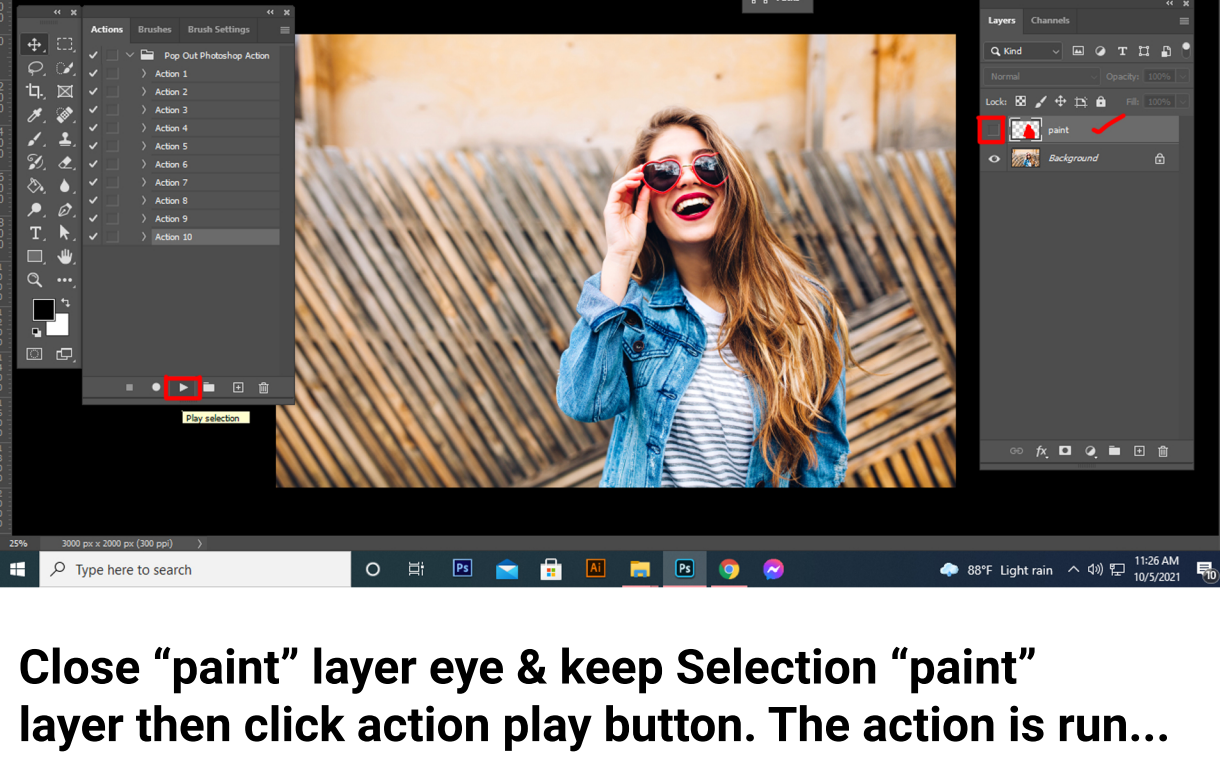 Actions Brushes Brush Settings
Pop Out Photoshop Action
Action 1
Action 2
Action 3
Action 4
Action 5
Action 6
Action 7
Action 8
Action 9
Action 10
Play selection
Layers Channels
Kind
Normal Opacity: 100%
Lock: Fill: 100%
paint
Background
25% 3000 px x 2000 px (300 ppi)
Type here to search
Ps
Ai
Ps
88°F Light rain
11:26 AM
10/5/2021
10
Close “paint” layer eye & keep Selection “paint”
layer then click action play button. The action is run...